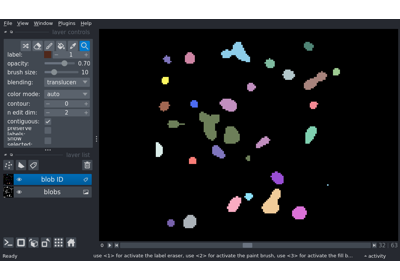 File View Window Plugins Help
layer controls
label: 1
opacity: 0.70
brush size: 10
blending: translucen
color mode: auto
contour: 0
n edit dim: 2
contiguous:
preserve
labels:
show
selected:
layer list
blob ID
blobs
32 63
Ready
use <1> for activate the label eraser, use <2> for activate the paint brush, use <3> for activate the fill b...
activity